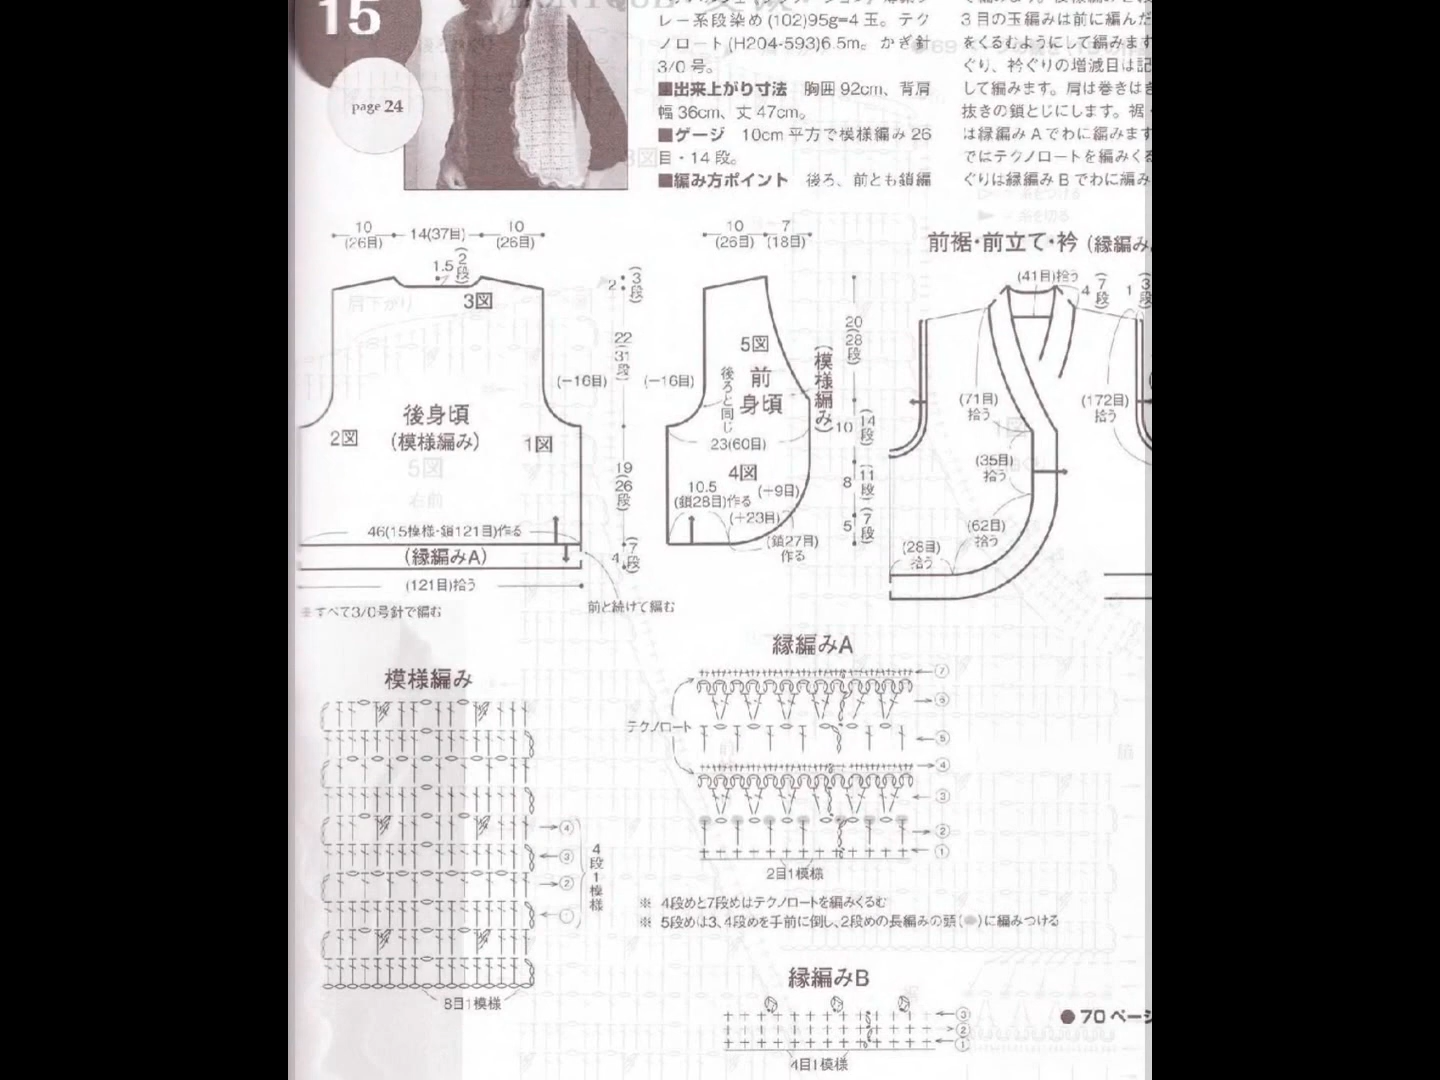 15
page 24
レー系段染め(102)95g=4玉。テク
ノロート(H204-593)6.5m。かぎ針
3/0号。
■出来上がり寸法 胸囲92cm、背肩
幅36cm、丈47cm。
■ゲージ 10cm平方で模様編み26
目・14段。
■編み方ポイント 後ろ、前とも鎖編
3目の玉編みは前に編んだ
をくるむようにして編みます
ぐり、衿ぐりの増減目は記
して編みます。肩は巻きはぎ
抜きの鎖とじにします。裾・
は縁編みAでわに編みます
ではテクノロートを編みくる
ぐりは縁編みBでわに編み
10
(26目)
14(37目)
10
(26目)
1.5
(2段)
3図
2
(3段)
22
(31段)
(−16目)
後身頃
(模様編み)
2図
1図
19
(26段)
46(15模様・鎖121目)作る
(縁編みA)
4
(7段)
(121目)拾う
前と続けて編む
※すべて3/0号針で編む
10
(26目)
7
(18目)
5図
前身頃
後ろと同じ
(−16目)
(模様編み)
20
(28段)
23(60目)
10
(14段)
4図
10.5
(鎖28目)作る
(+9目)
(+23目)
8
(11段)
5
(7段)
(鎖27目)
作る
前裾・前立て・衿(縁編み
(41目)拾う
4
(7段)
1
(71目)
拾う
(172目)
拾う
(35目)
拾う
(62目)
拾う
(28目)
拾う
模様編み
④
③
②
4段1模様
8目1模様
縁編みA
テクノロート
⑦
⑥
⑤
④
③
②
①
2目1模様
※ 4段めと7段めはテクノロートを編みくるむ
※ 5段めは3、4段めを手前に倒し、2段めの長編みの頭(●)に編みつける
縁編みB
③
②
①
4目1模様
●70ページ